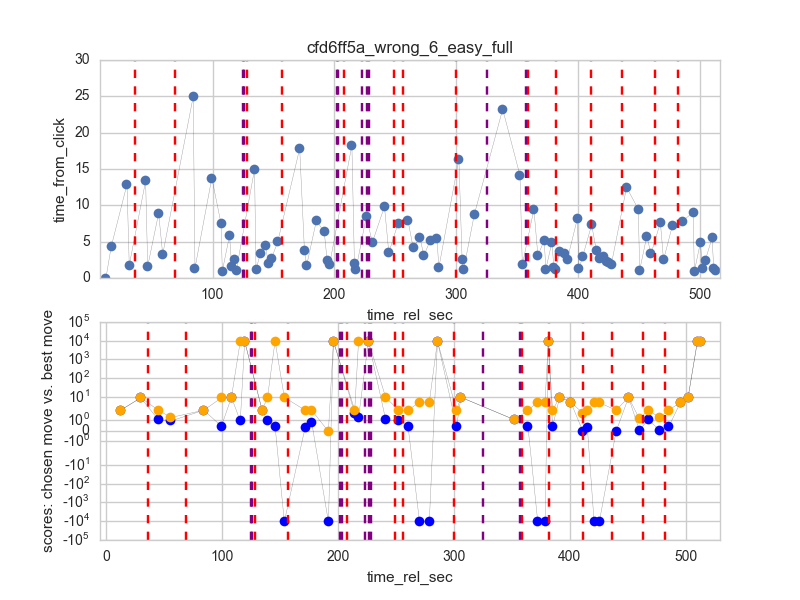 cfd6ff5a_wrong_6_easy_full
30
25
20
15
10
5
0
time_from_click
100 200 300 400 500
time_rel_sec
10^5
10^4
10^3
10^2
10^1
10^0
0
-10^0
-10^1
-10^2
-10^3
-10^4
-10^5
scores: chosen move vs. best move
0 100 200 300 400 500
time_rel_sec